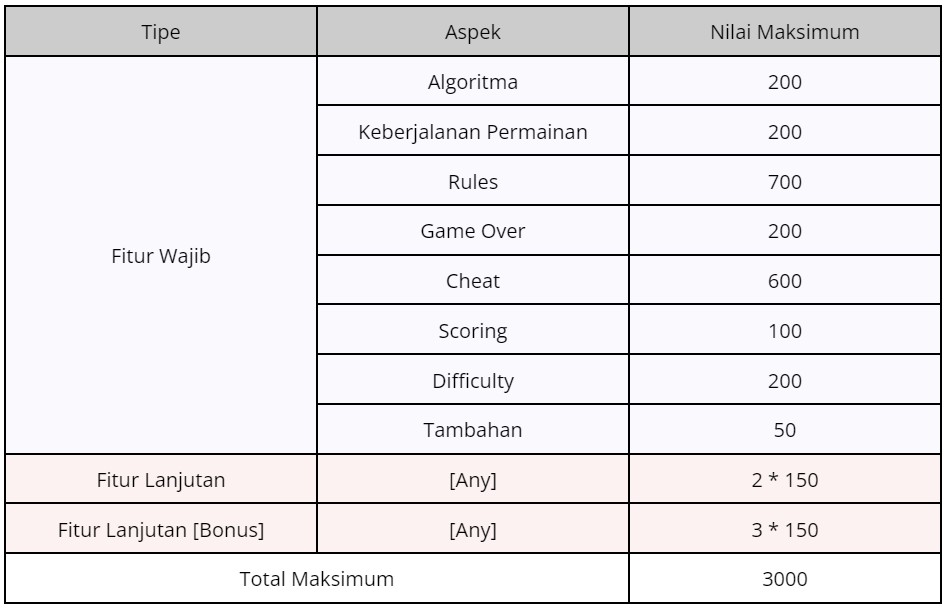 Tipe Aspek Nilai Maksimum
Fitur Wajib
Algoritma 200
Keberjalanan Permainan 200
Rules 700
Game Over 200
Cheat 600
Scoring 100
Difficulty 200
Tambahan 50
Fitur Lanjutan [Any] 2 * 150
Fitur Lanjutan [Bonus] [Any] 3 * 150
Total Maksimum 3000